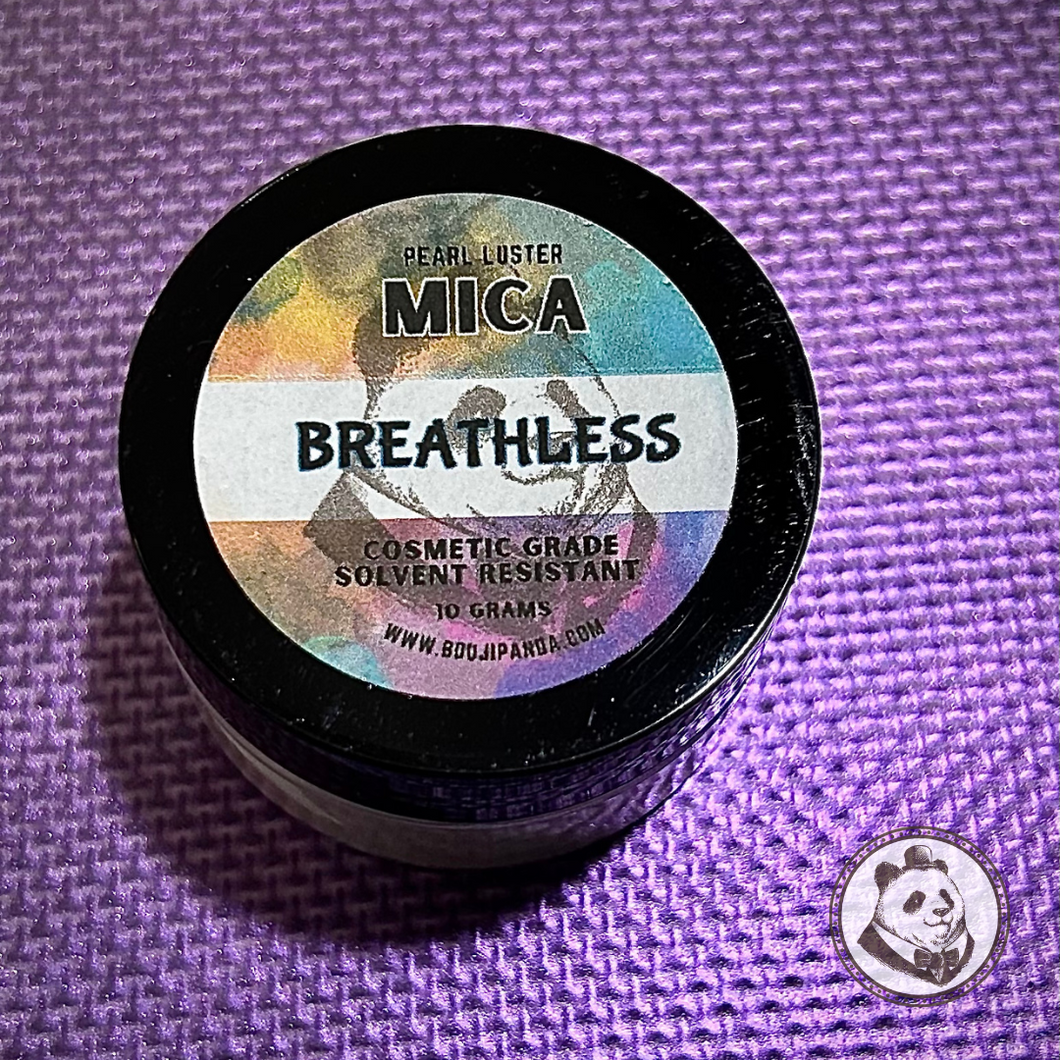 PEARL LUSTER
MICA
BREATHLESS
COSMETIC GRADE
SOLVENT RESISTANT
10 GRAMS
WWW.BOUJIPANDA.COM